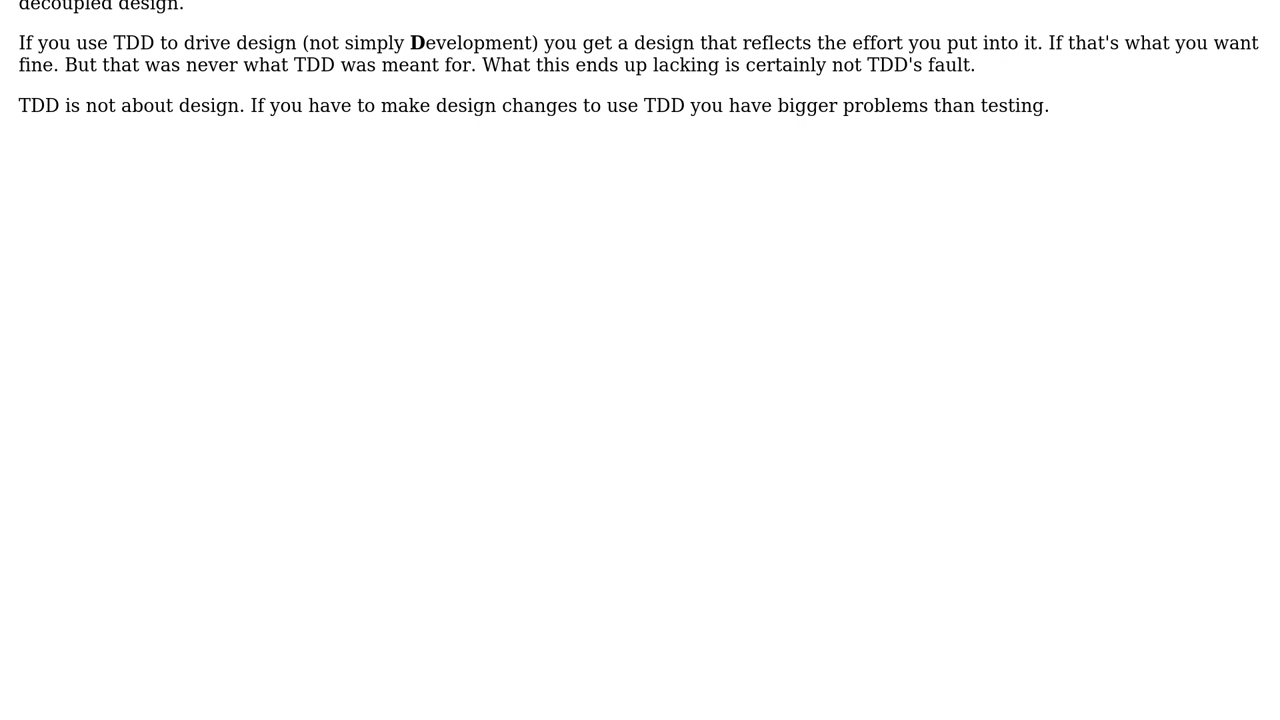 decoupled design.
If you use TDD to drive design (not simply Development) you get a design that reflects the effort you put into it. If that's what you want
fine. But that was never what TDD was meant for. What this ends up lacking is certainly not TDD's fault.
TDD is not about design. If you have to make design changes to use TDD you have bigger problems than testing.